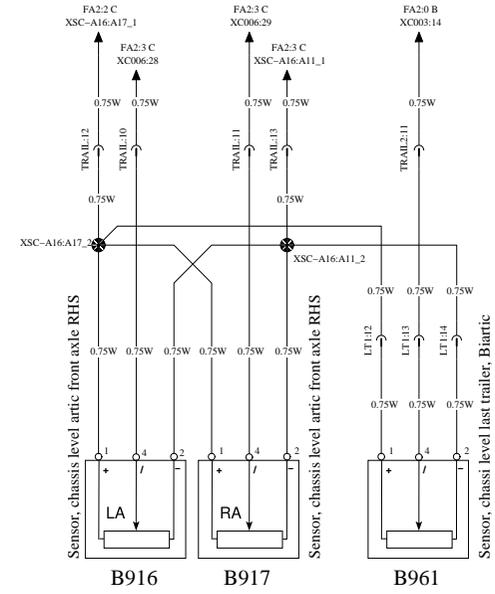 FA2:2 C
XSC−A16:A17_1
FA2:3 C
XC006:28
FA2:3 C
XC006:29
FA2:3 C
XSC−A16:A11_1
FA2:0 B
XC003:14
0.75W
0.75W
0.75W
0.75W
0.75W
TRAIL:12
TRAIL:10
TRAIL:11
TRAIL:13
TRAIL2:11
0.75W
0.75W
XSC−A16:A17_2
XSC−A16:A11_2
0.75W
0.75W
0.75W
LT1:12
LT1:13
LT1:14
0.75W
0.75W
0.75W
0.75W
0.75W
0.75W
0.75W
0.75W
0.75W
Sensor, chassis level artic front axle RHS
Sensor, chassis level artic front axle RHS
Sensor, chassi level last trailer, Biartic
1
4
2
1
4
2
1
4
2
+
/
−
+
/
−
+
/
−
LA
RA
B916
B917
B961